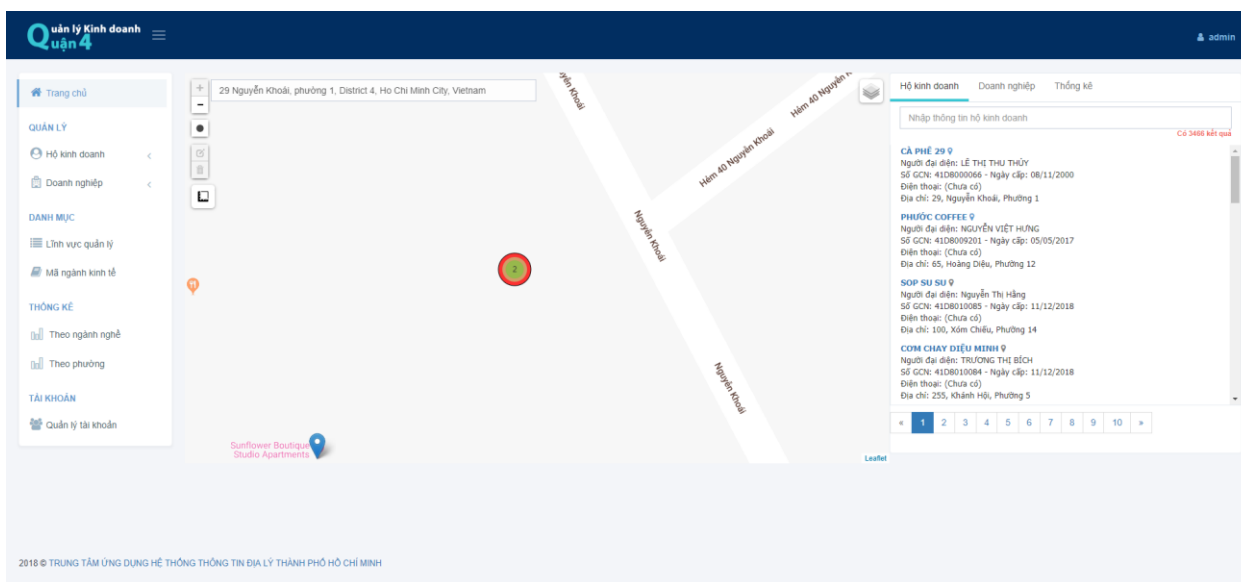 Quản lý Kinh doanh
Quận 4
admin
Trang chủ
QUẢN LÝ
Hộ kinh doanh
Doanh nghiệp
DANH MỤC
Lĩnh vực quản lý
Mã ngành kinh tế
THỐNG KÊ
Theo ngành nghề
Theo phường
TÀI KHOẢN
Quản lý tài khoản
+
29 Nguyễn Khoái, phường 1, District 4, Ho Chi Minh City, Vietnam
-
Nguyễn Khoái
Hẻm 40 Nguyễn Khoái
Hẻm 40 Nguyễn K
Nguyễn Khoái
2
Nguyễn Khoái
Sunflower Boutique
Studio Apartments
Leaflet
Hộ kinh doanh Doanh nghiệp Thống kê
Nhập thông tin hộ kinh doanh
Có 3466 kết quả
CÀ PHÊ 29
Người đại diện: LÊ THỊ THU THỦY
Số GCN: 41D8000066 - Ngày cấp: 08/11/2000
Điện thoại: (Chưa có)
Địa chỉ: 29, Nguyễn Khoái, Phường 1
PHƯỚC COFFEE
Người đại diện: NGUYỄN VIỆT HƯNG
Số GCN: 41D8009201 - Ngày cấp: 05/05/2017
Điện thoại: (Chưa có)
Địa chỉ: 65, Hoàng Diệu, Phường 12
SOP SU SU
Người đại diện: Nguyễn Thị Hằng
Số GCN: 41D8010085 - Ngày cấp: 11/12/2018
Điện thoại: (Chưa có)
Địa chỉ: 100, Xóm Chiếu, Phường 14
CƠM CHAY DIỆU MINH
Người đại diện: TRƯƠNG THỊ BÍCH
Số GCN: 41D8010084 - Ngày cấp: 11/12/2018
Điện thoại: (Chưa có)
Địa chỉ: 255, Khánh Hội, Phường 5
« 1 2 3 4 5 6 7 8 9 10 »
2018 © TRUNG TÂM ỨNG DỤNG HỆ THỐNG THÔNG TIN ĐỊA LÝ THÀNH PHỐ HỒ CHÍ MINH